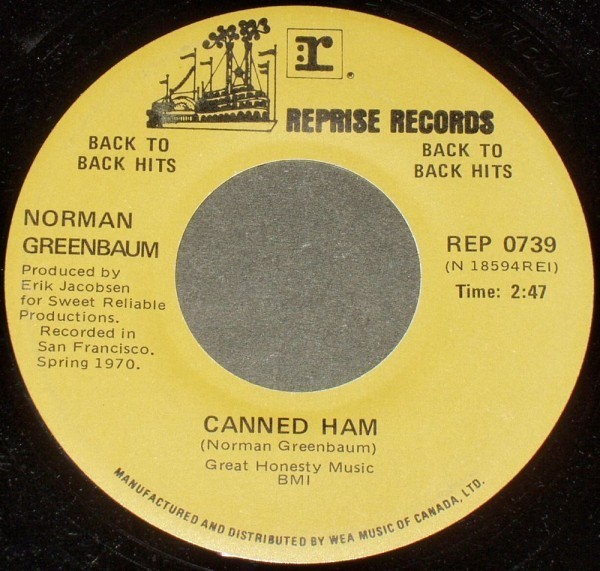 r.
REPRISE RECORDS
BACK TO
BACK HITS
BACK TO
BACK HITS
NORMAN
GREENBAUM
Produced by
Erik Jacobsen
for Sweet Reliable
Productions.
Recorded in
San Francisco.
Spring 1970.
REP 0739
(N 18594REI)
Time: 2:47
CANNED HAM
(Norman Greenbaum)
Great Honesty Music
BMI
MANUFACTURED AND DISTRIBUTED BY WEA MUSIC OF CANADA, LTD.